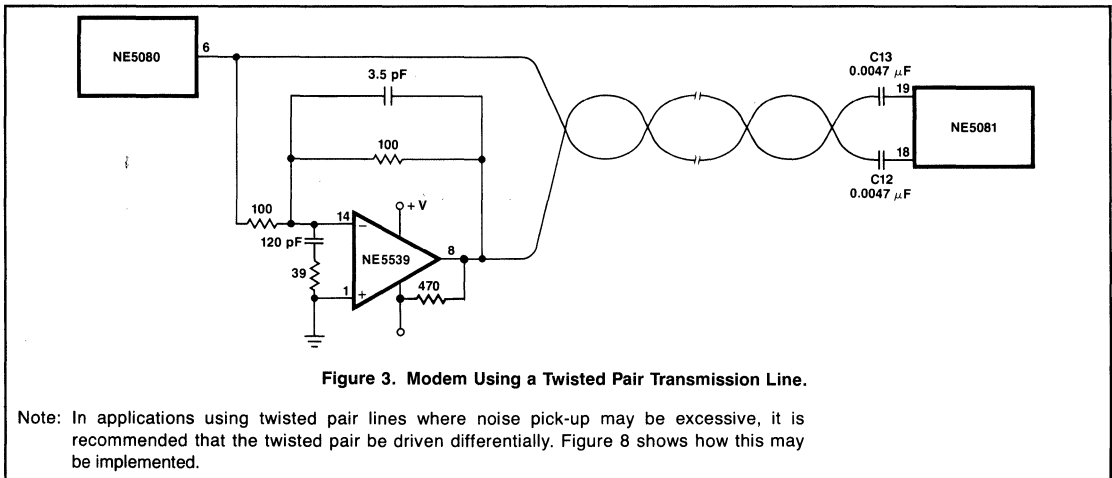 NE5080
6
3.5 pF
100
100
120 pF
39
14
−
+ V
NE5539
8
1
+
470
C13
0.0047 μF
19
NE5081
18
C12
0.0047 μF
Figure 3. Modem Using a Twisted Pair Transmission Line.
Note: In applications using twisted pair lines where noise pick-up may be excessive, it is
recommended that the twisted pair be driven differentially. Figure 8 shows how this may
be implemented.